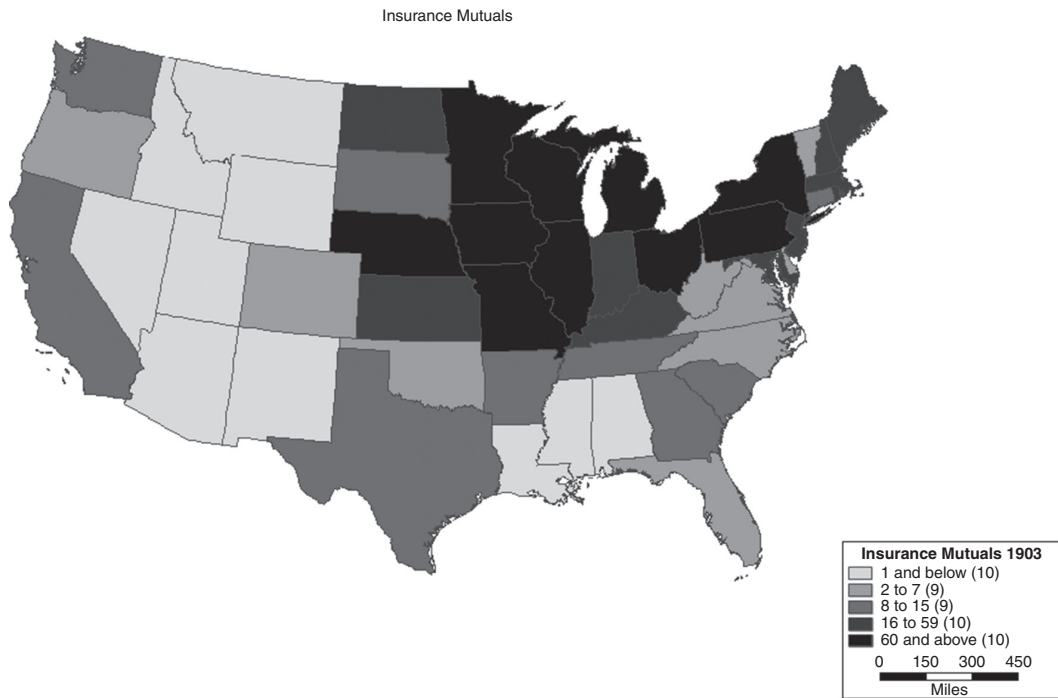 Insurance Mutuals
Insurance Mutuals 1903
1 and below (10)
2 to 7 (9)
8 to 15 (9)
16 to 59 (10)
60 and above (10)
0 150 300 450
Miles